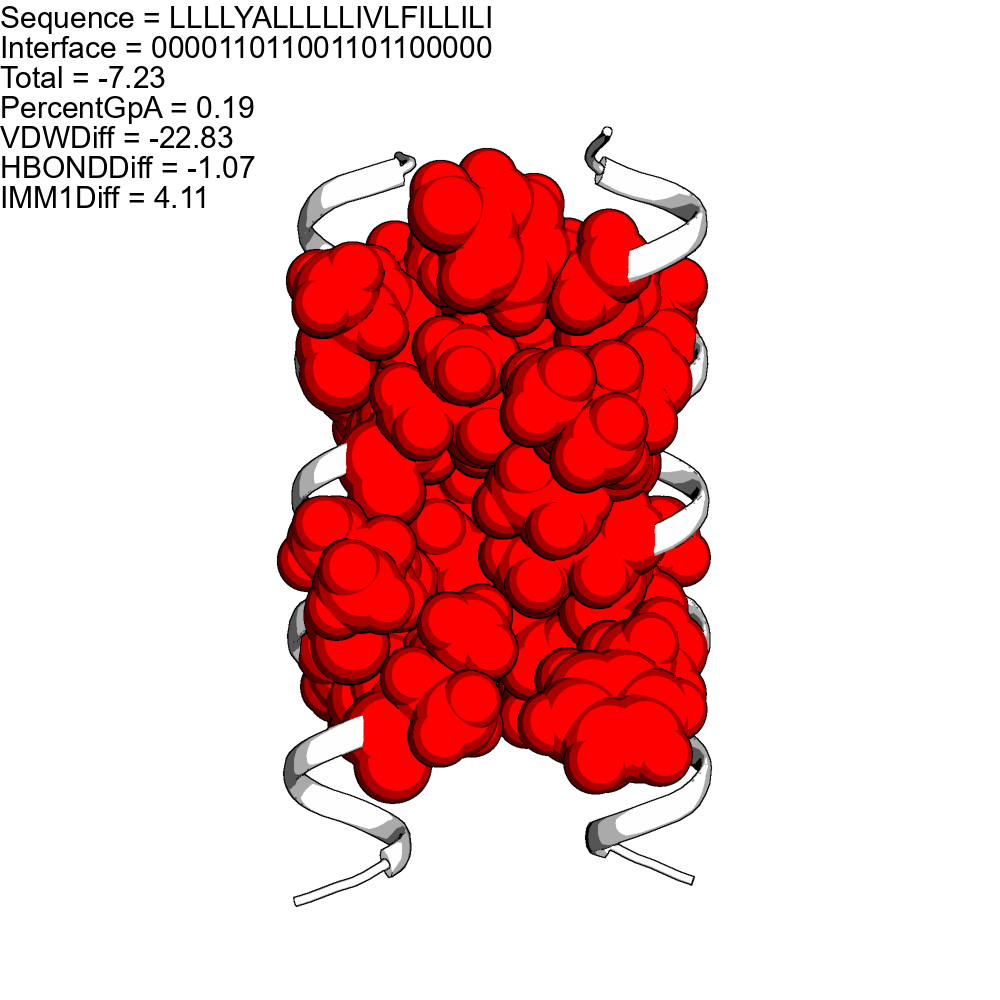 Sequence = LLLLYALLLLLIVLFILLILI
Interface = 000011011001101100000
Total = -7.23
PercentGpA = 0.19
VDWDiff = -22.83
HBONDDiff = -1.07
IMM1Diff = 4.11